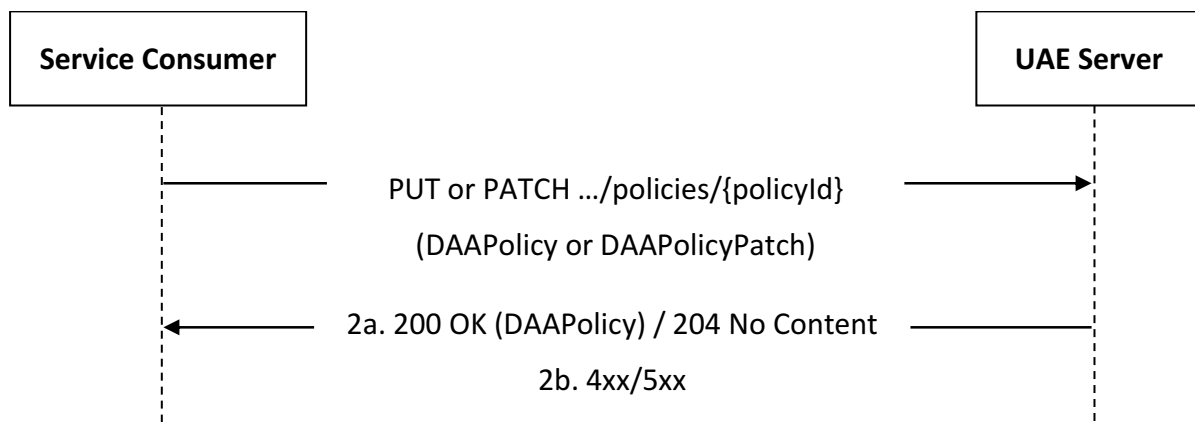 Service Consumer
UAE Server
PUT or PATCH …/policies/{policyId}
(DAAPolicy or DAAPolicyPatch)
2a. 200 OK (DAAPolicy) / 204 No Content
2b. 4xx/5xx